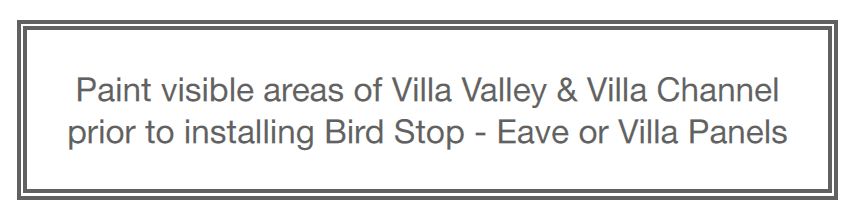 Paint visible areas of Villa Valley & Villa Channel
prior to installing Bird Stop - Eave or Villa Panels